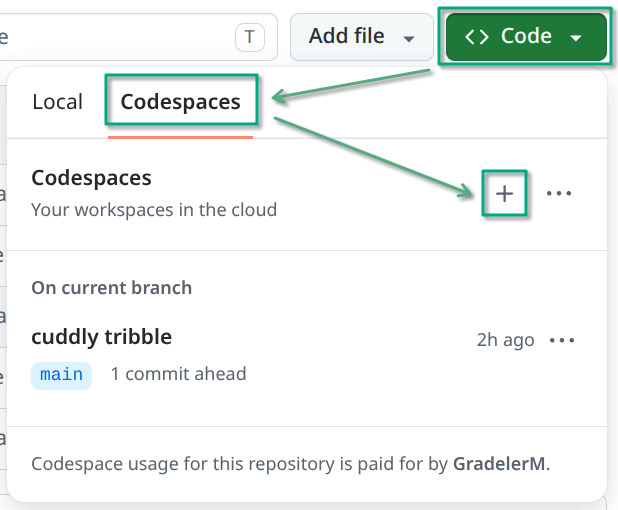 e
T
Add file
<> Code
Local
Codespaces
Codespaces
Your workspaces in the cloud
On current branch
cuddly tribble
2h ago
main
1 commit ahead
Codespace usage for this repository is paid for by GradelerM.